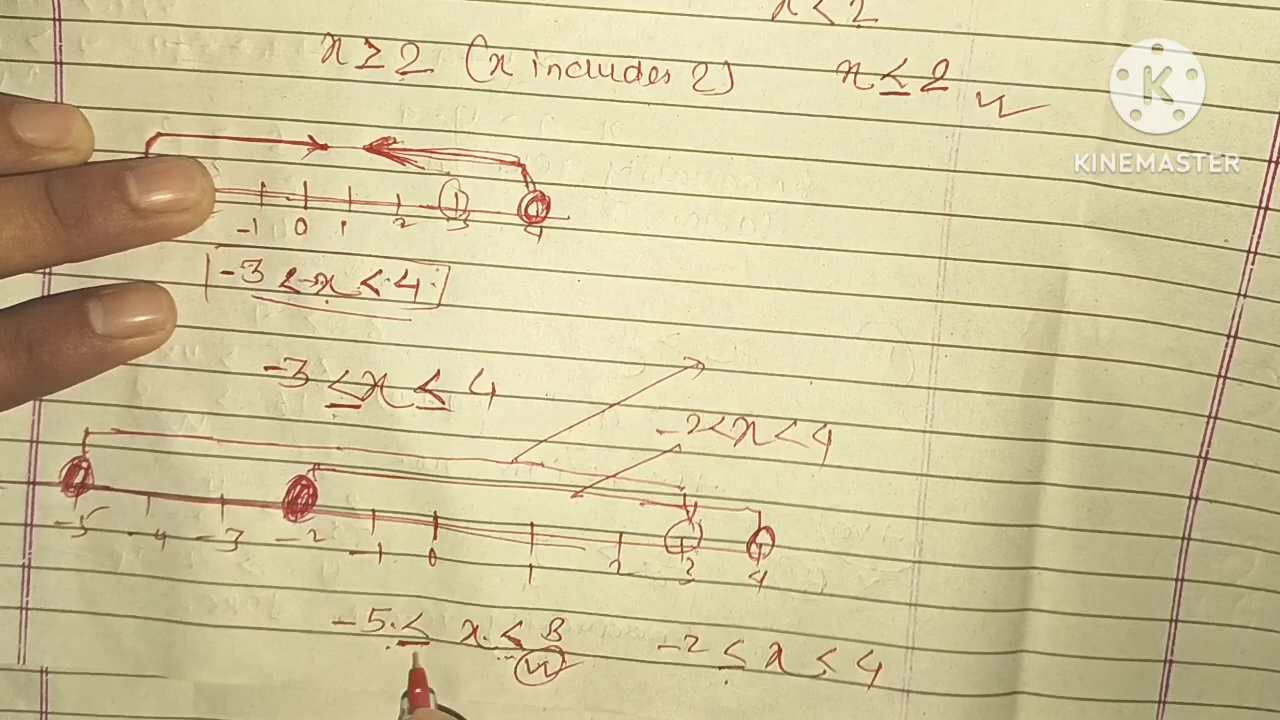 x < 2
x ≥ 2 (x includes 2) x ≤ 2
KINEMASTER
-1 0 1 2 3 4
-3 < x < 4
-3 ≤ x ≤ 4
-2 < x < 4
-5 -4 -3 -2 -1 0 1 2 3 4
-5 ≤ x < 3 -2 ≤ x < 4